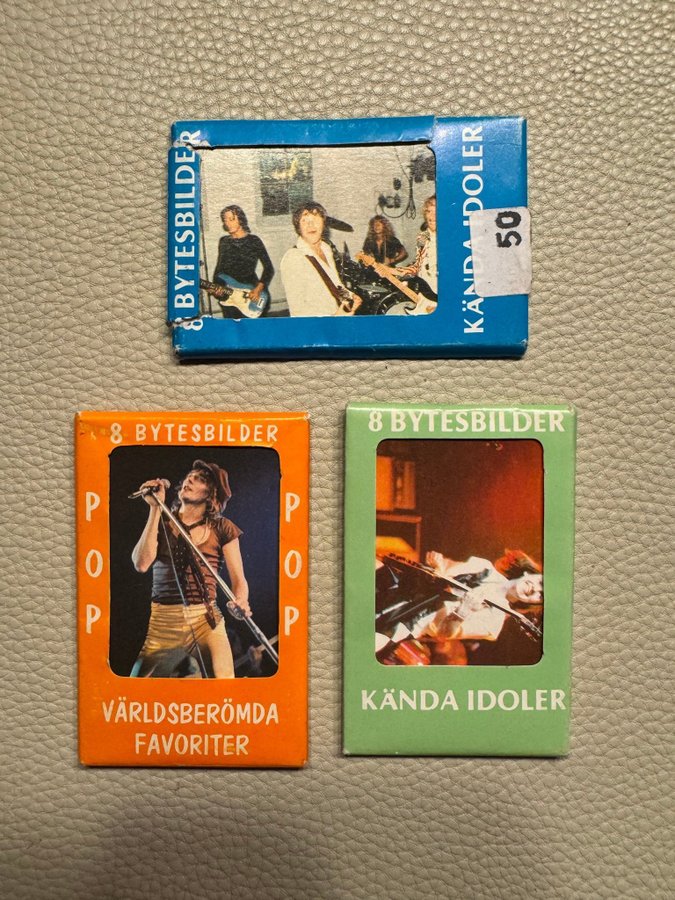 8 BYTESBILDER
KÄNDA IDOLER
50
8 BYTESBILDER
POP
POP
VÄRLDSBERÖMDA
FAVORITER
8 BYTESBILDER
KÄNDA IDOLER